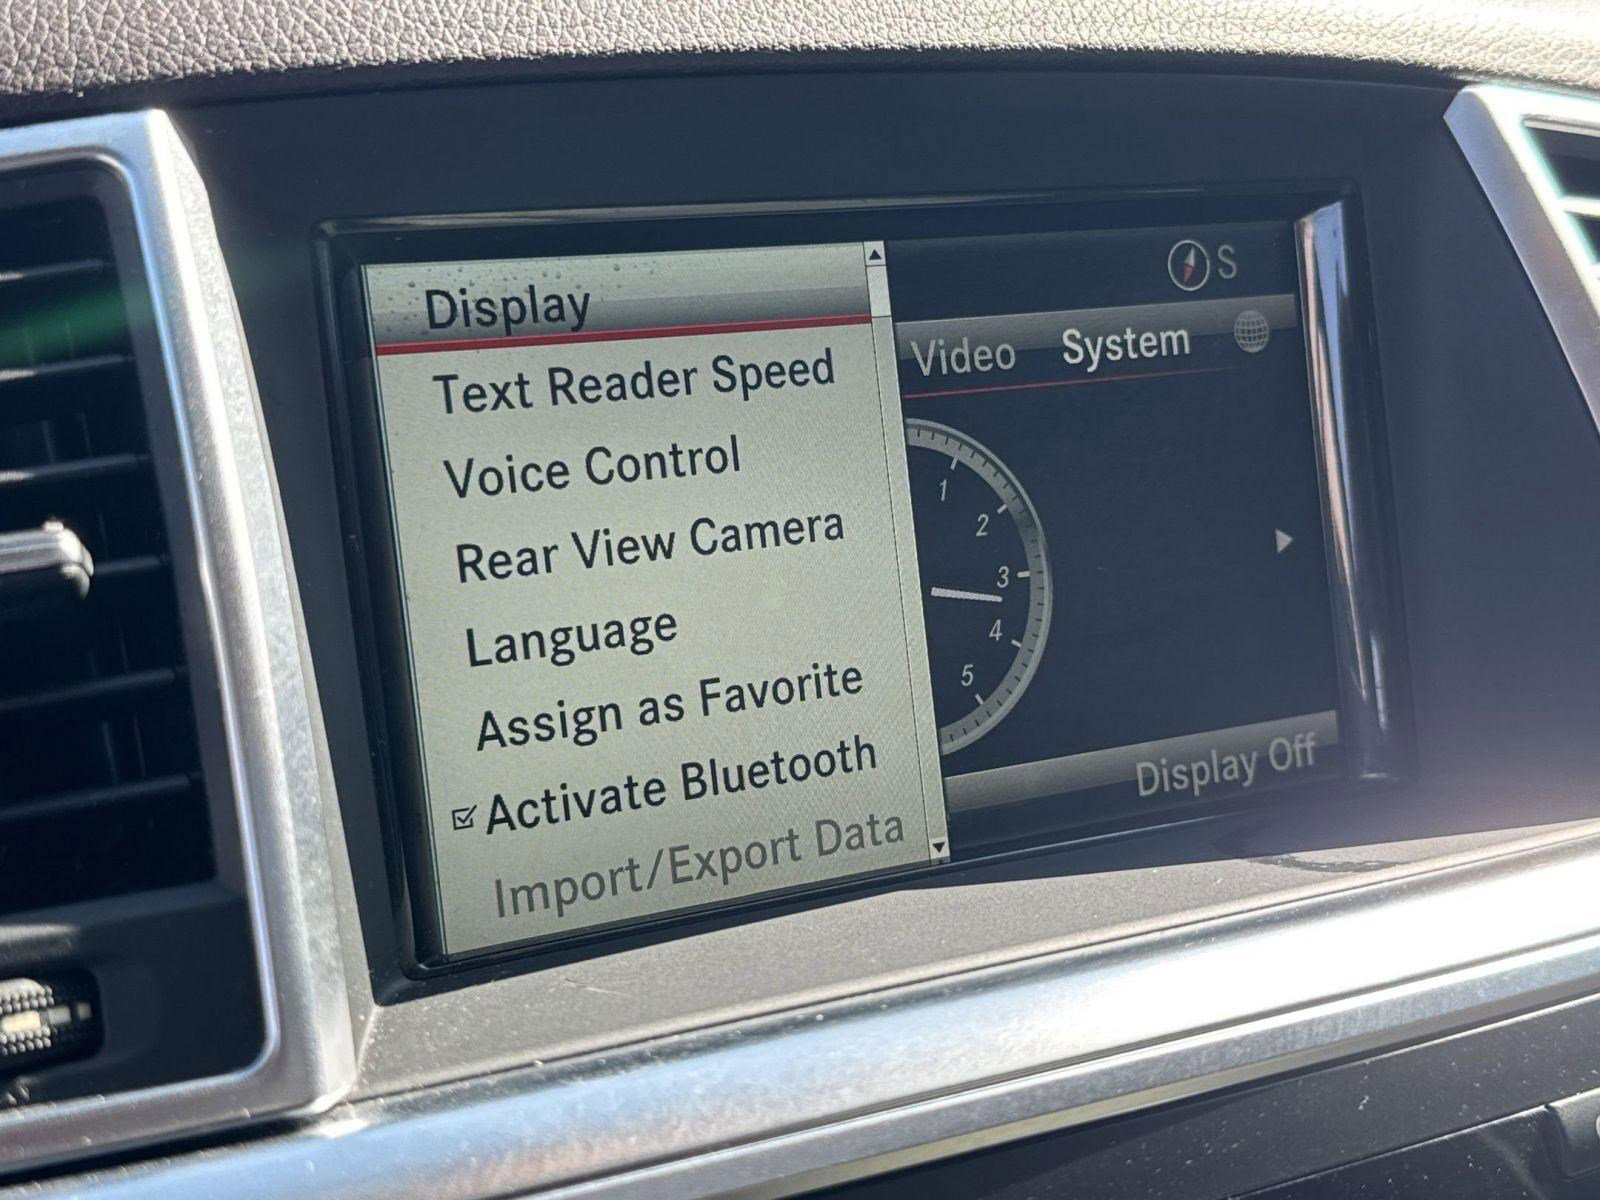 Display
Text Reader Speed
Voice Control
Rear View Camera
Language
Assign as Favorite
Activate Bluetooth
Import/Export Data
S
Video System
1
2
3
4
5
Display Off